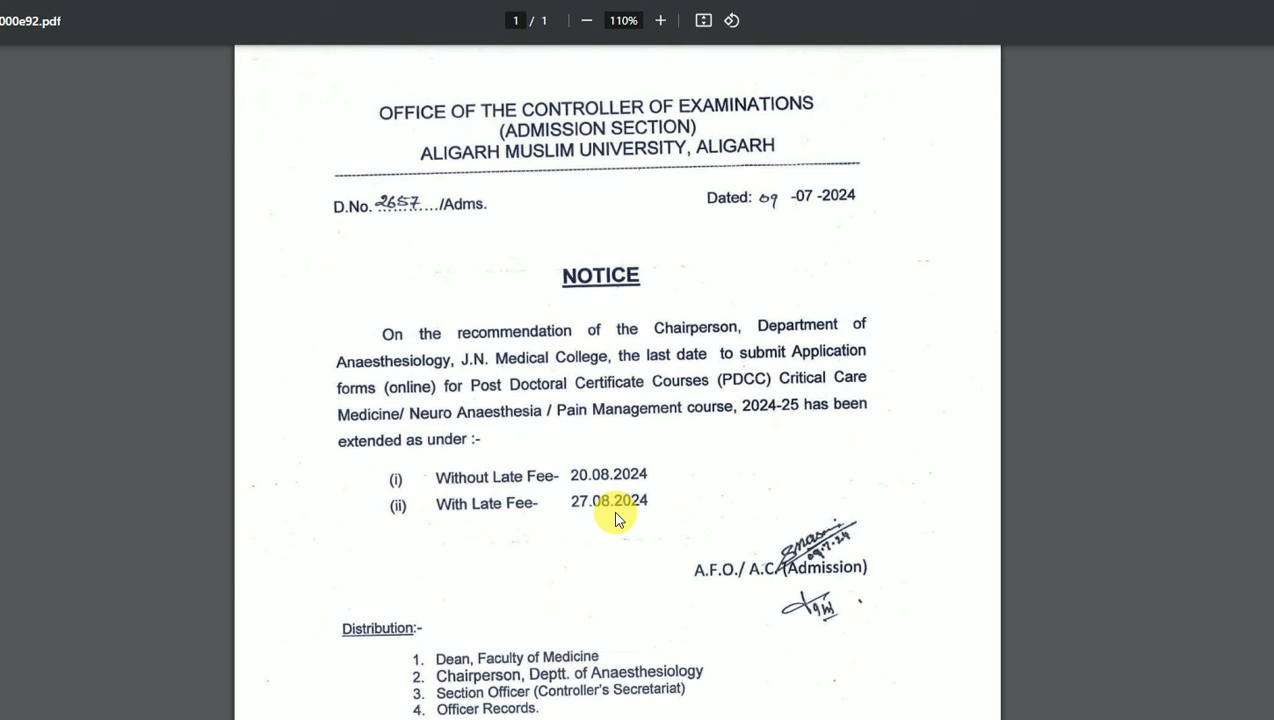 000e92.pdf
1 / 1
110%
OFFICE OF THE CONTROLLER OF EXAMINATIONS
(ADMISSION SECTION)
ALIGARH MUSLIM UNIVERSITY, ALIGARH
D.No. 2657 /Adms.
Dated: 09 -07 -2024
NOTICE
On the recommendation of the Chairperson, Department of
Anaesthesiology, J.N. Medical College, the last date to submit Application
forms (online) for Post Doctoral Certificate Courses (PDCC) Critical Care
Medicine/ Neuro Anaesthesia / Pain Management course, 2024-25 has been
extended as under :-
(i) Without Late Fee- 20.08.2024
(ii) With Late Fee- 27.08.2024
09.7.24
A.F.O./ A.C. (Admission)
Distribution:-
1. Dean, Faculty of Medicine
2. Chairperson, Deptt. of Anaesthesiology
3. Section Officer (Controller's Secretariat)
4. Officer Records.